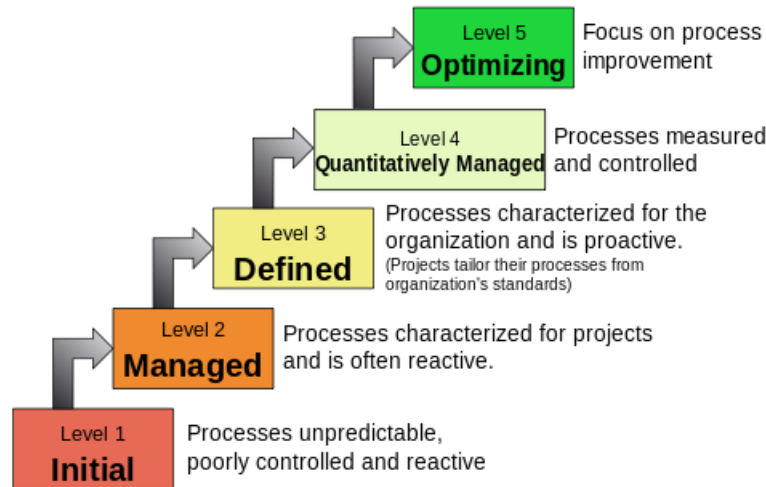 Level 5
Optimizing
Focus on process
improvement
Level 4
Quantitatively Managed
Processes measured
and controlled
Level 3
Defined
Processes characterized for the
organization and is proactive.
(Projects tailor their processes from
organization's standards)
Level 2
Managed
Processes characterized for projects
and is often reactive.
Level 1
Initial
Processes unpredictable,
poorly controlled and reactive